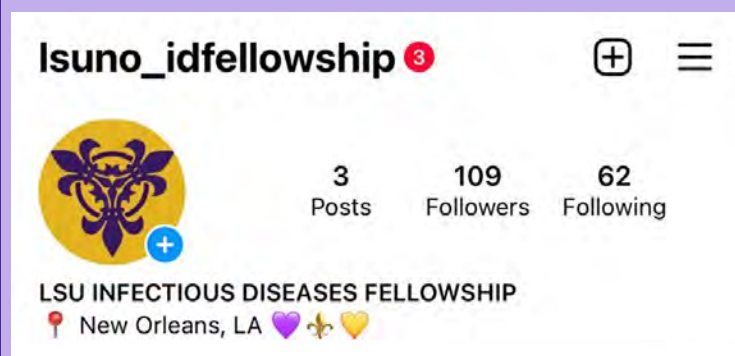 lsuno_idfellowship 3
3 109 62
Posts Followers Following
LSU INFECTIOUS DISEASES FELLOWSHIP
📍 New Orleans, LA 💜⚜️💛